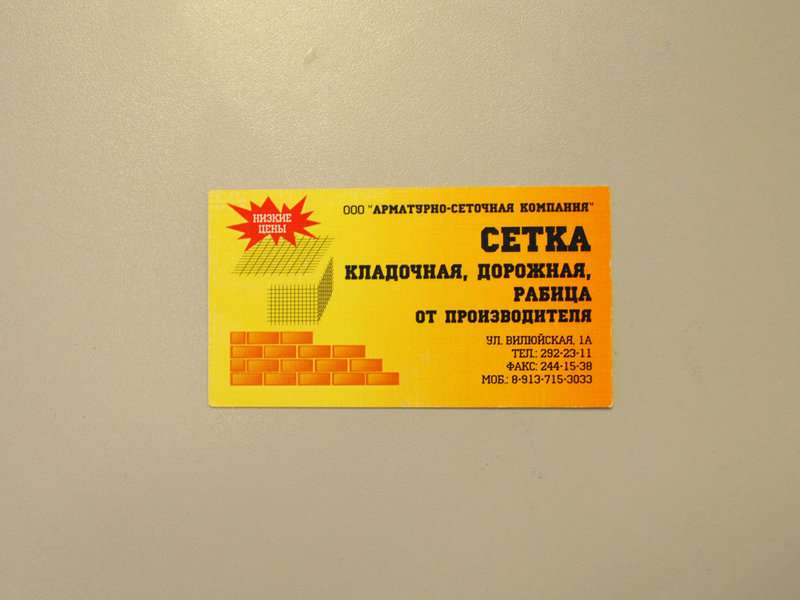 НИЗКИЕ
ЦЕНЫ
ООО "АРМАТУРНО-СЕТОЧНАЯ КОМПАНИЯ"
СЕТКА
КЛАДОЧНАЯ, ДОРОЖНАЯ,
РАБИЦА
ОТ ПРОИЗВОДИТЕЛЯ
УЛ. ВИЛЮЙСКАЯ, 1А
ТЕЛ.: 292-23-11
ФАКС: 244-15-38
МОБ.: 8-913-715-3033